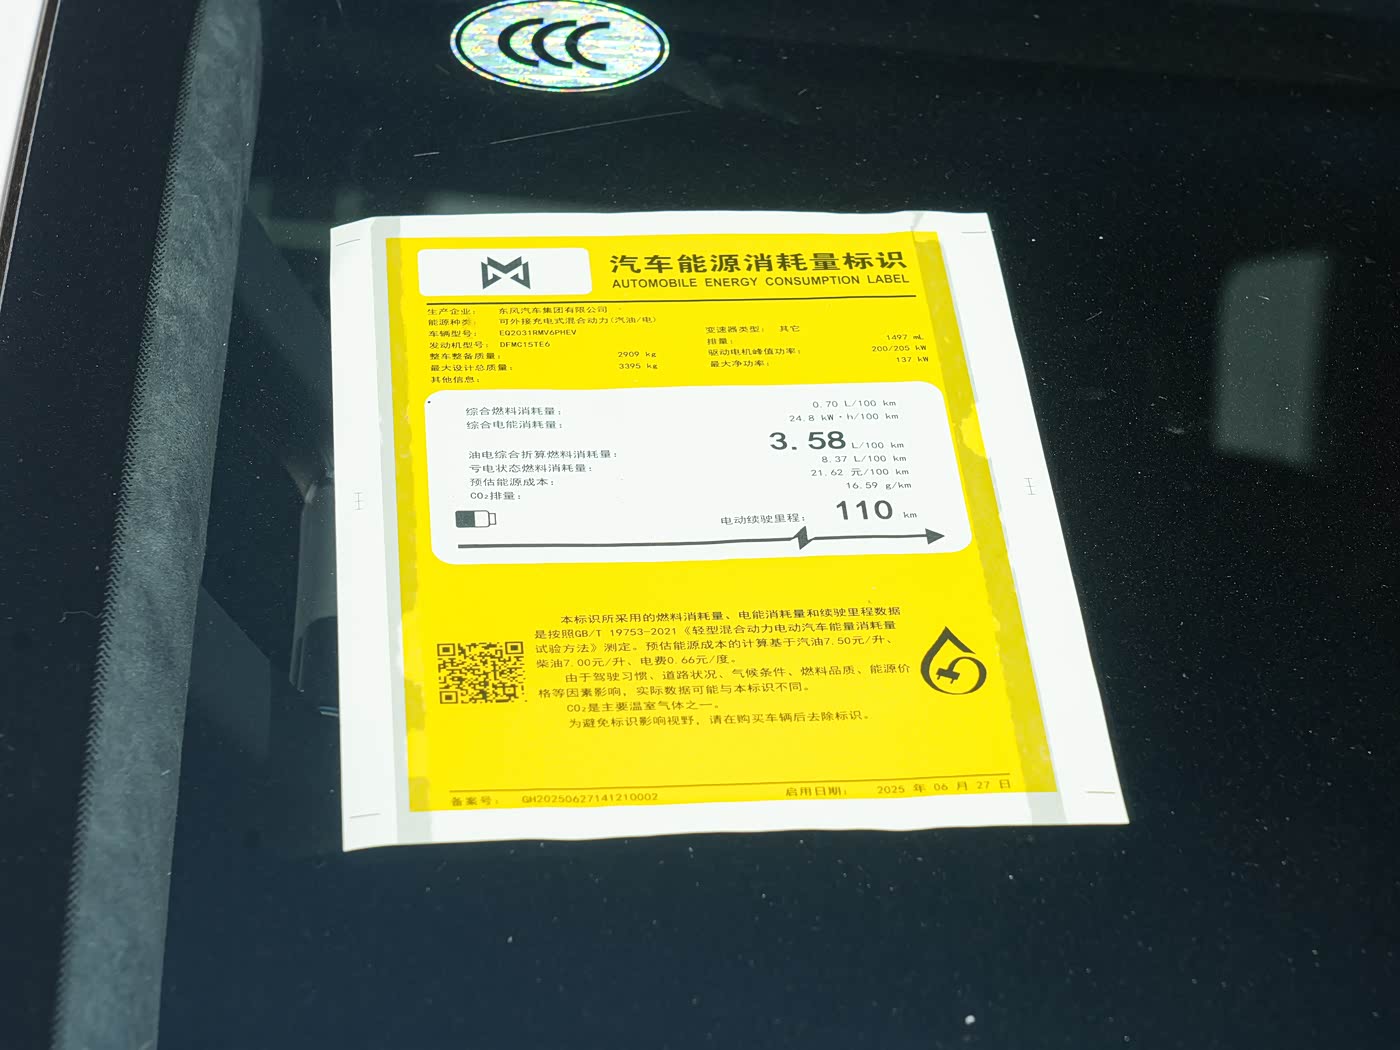 CCC
汽车能源消耗量标识
AUTOMOBILE ENERGY CONSUMPTION LABEL
生产企业: 东风汽车集团有限公司
能源种类: 可外接充电式混合动力(汽油/电)
车辆型号: EQ2031RMV6PHEV
变速器类型: 其它
发动机型号: DFMC15TE6
排量: 1497 mL
整车整备质量: 2909 kg
驱动电机峰值功率: 200/205 kW
最大设计总质量: 3395 kg
最大净功率: 137 kW
其他信息:
综合燃料消耗量: 0.70 L/100 km
综合电能消耗量: 24.8 kW·h/100 km
油电综合折算燃料消耗量: 3.58 L/100 km
亏电状态燃料消耗量: 8.37 L/100 km
预估能源成本: 21.62 元/100 km
CO₂排量: 16.59 g/km
电动续驶里程: 110 km
本标识所采用的燃料消耗量、电能消耗量和续驶里程数据
是按照GB/T 19753-2021《轻型混合动力电动汽车能量消耗量
试验方法》测定。预估能源成本的计算基于汽油7.50元/升、
柴油7.00元/升、电费0.66元/度。
由于驾驶习惯、道路状况、气候条件、燃料品质、能源价
格等因素影响，实际数据可能与本标识不同。
CO₂是主要温室气体之一。
为避免标识影响视野，请在购买车辆后去除标识。
备案号: GH20250627141210002
启用日期: 2025 年 06 月 27 日